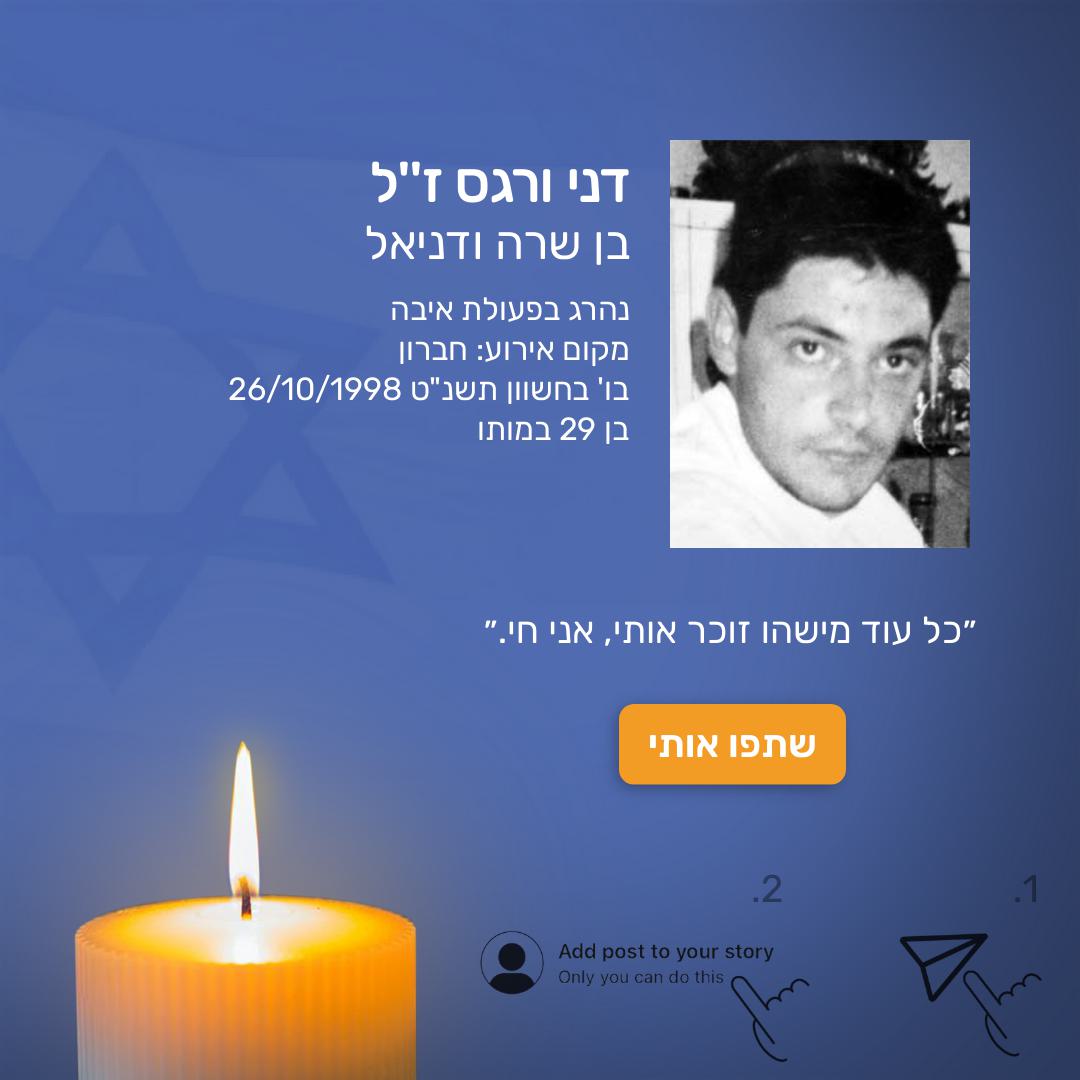 דני ורגס ז"ל
בן שרה ודניאל
נהרג בפעולת איבה
מקום אירוע: חברון
בו' בחשוון תשנ"ט 26/10/1998
בן 29 במותו
"כל עוד מישהו זוכר אותי, אני חי."
שתפו אותי
1.
2.
Add post to your story
Only you can do this